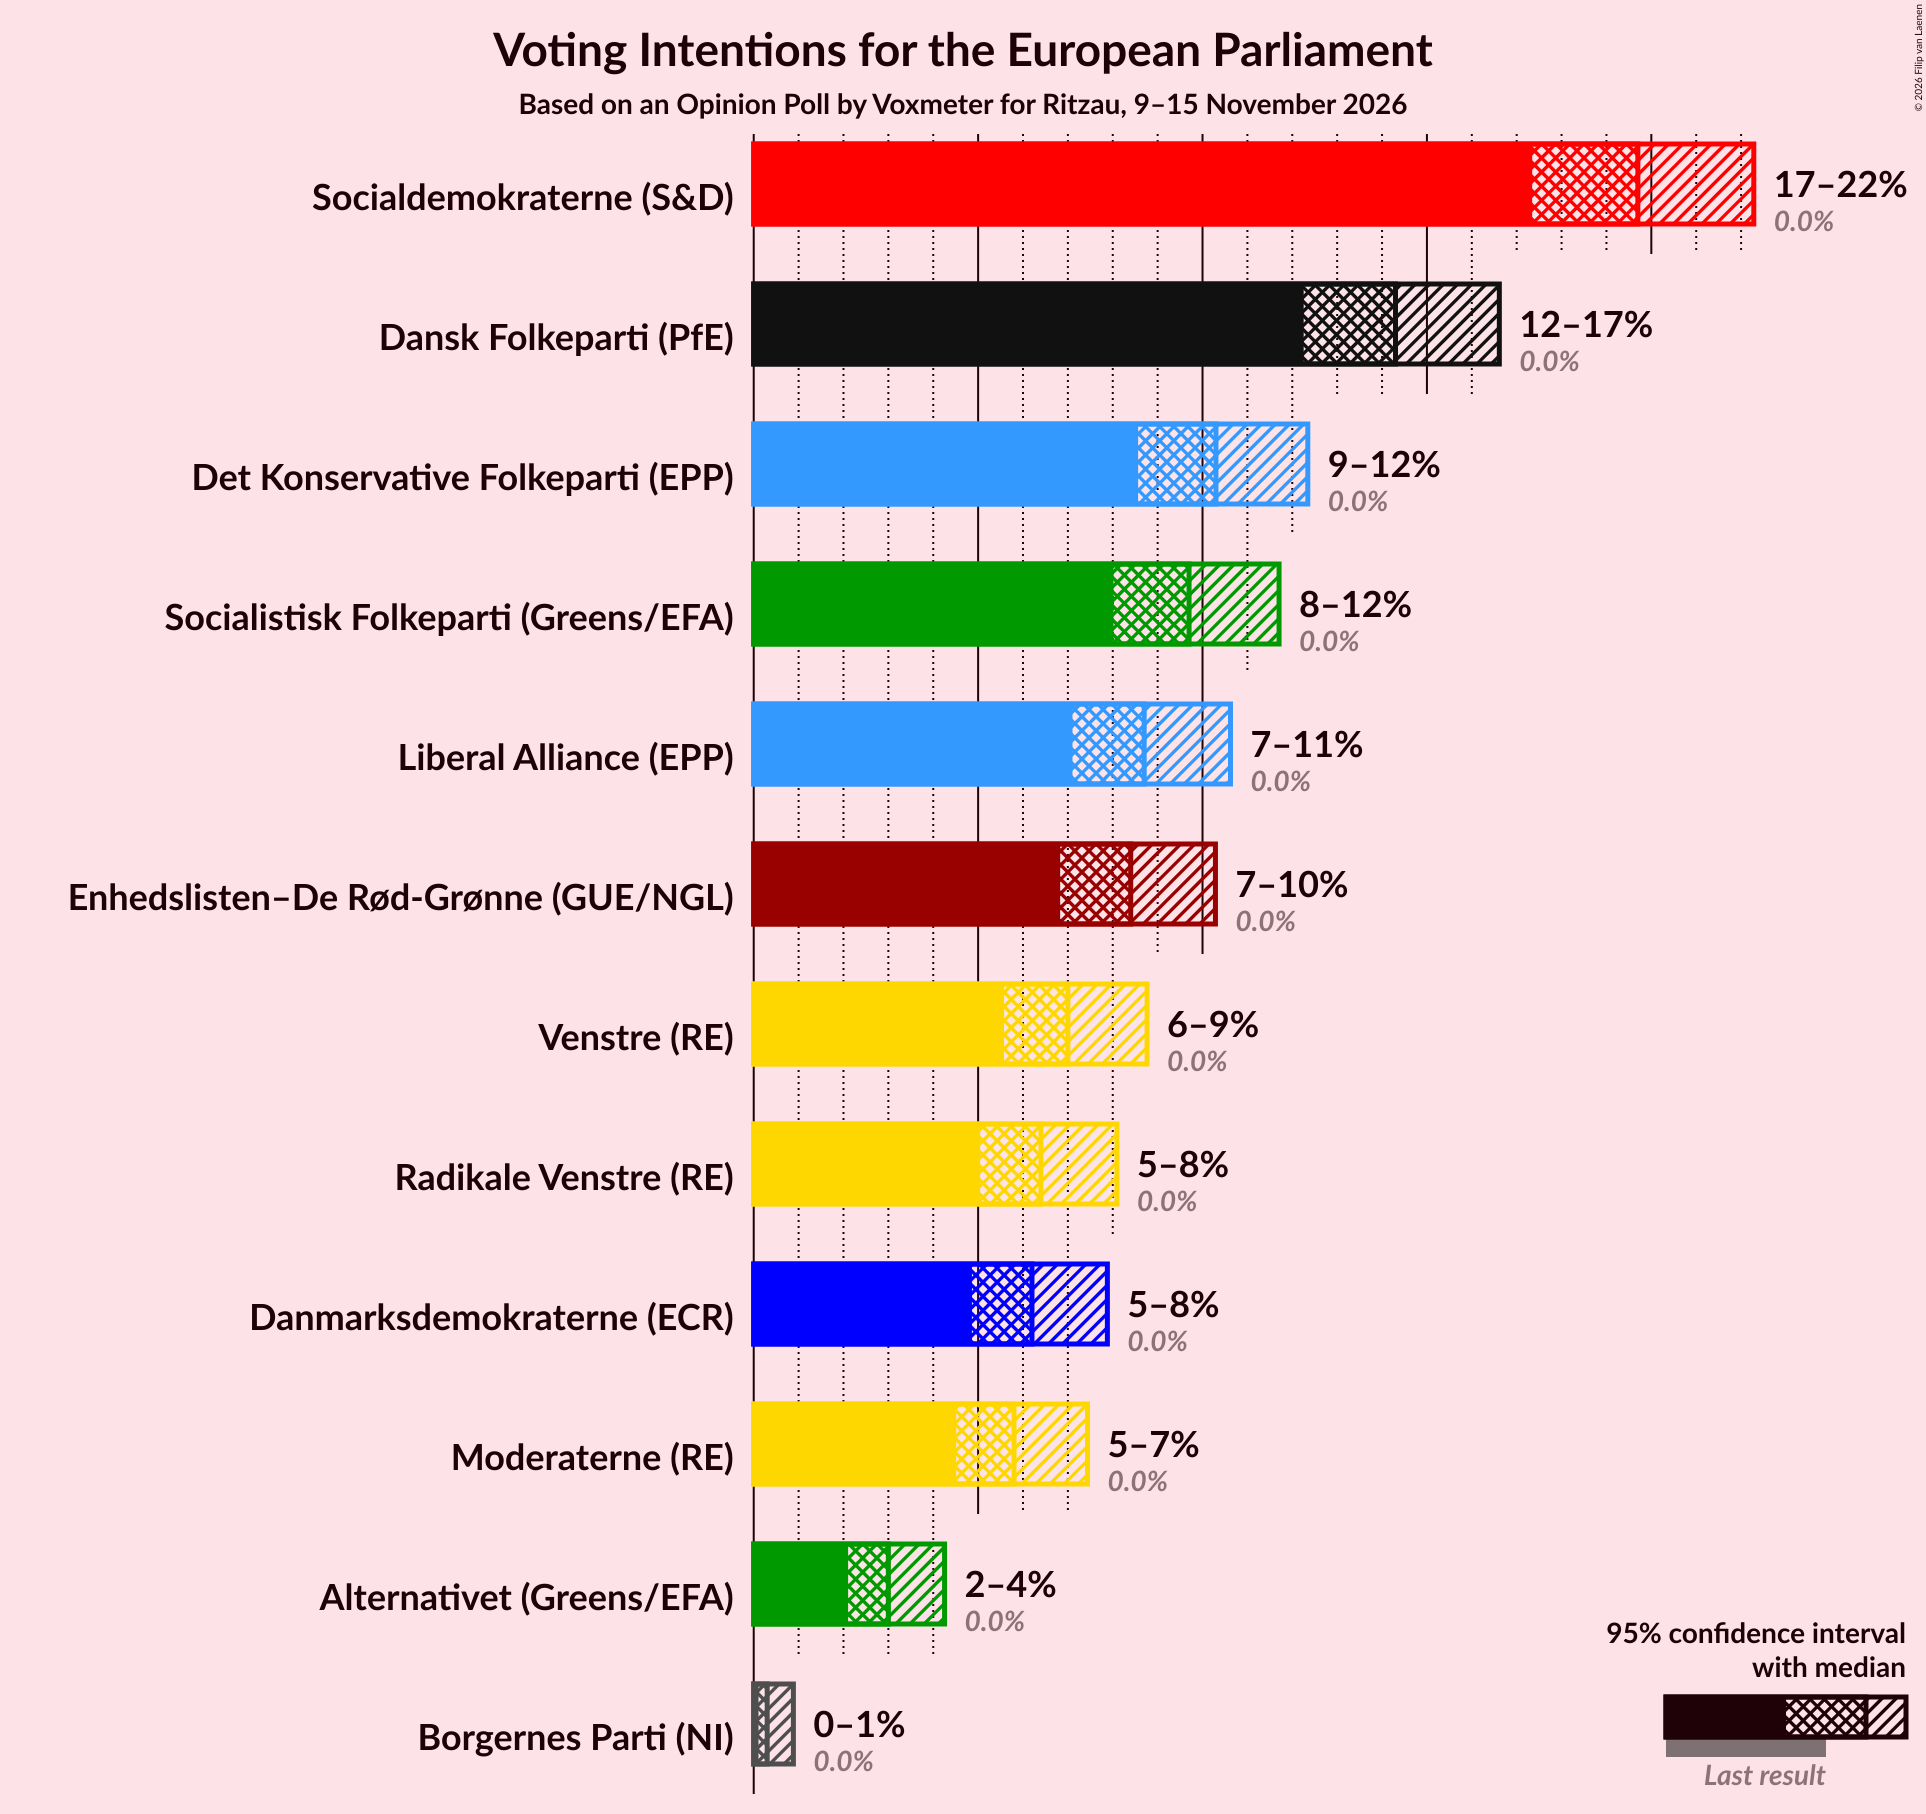 Voting Intentions for the European Parliament
Based on an Opinion Poll by Voxmeter for Ritzau, 9–15 November 2026
© 2026 Filip van Laenen
Socialdemokraterne (S&D)
17–22%
0.0%
Dansk Folkeparti (PfE)
12–17%
0.0%
Det Konservative Folkeparti (EPP)
9–12%
0.0%
Socialistisk Folkeparti (Greens/EFA)
8–12%
0.0%
Liberal Alliance (EPP)
7–11%
0.0%
Enhedslisten–De Rød-Grønne (GUE/NGL)
7–10%
0.0%
Venstre (RE)
6–9%
0.0%
Radikale Venstre (RE)
5–8%
0.0%
Danmarksdemokraterne (ECR)
5–8%
0.0%
Moderaterne (RE)
5–7%
0.0%
Alternativet (Greens/EFA)
2–4%
0.0%
Borgernes Parti (NI)
0–1%
0.0%
95% confidence interval
with median
Last result